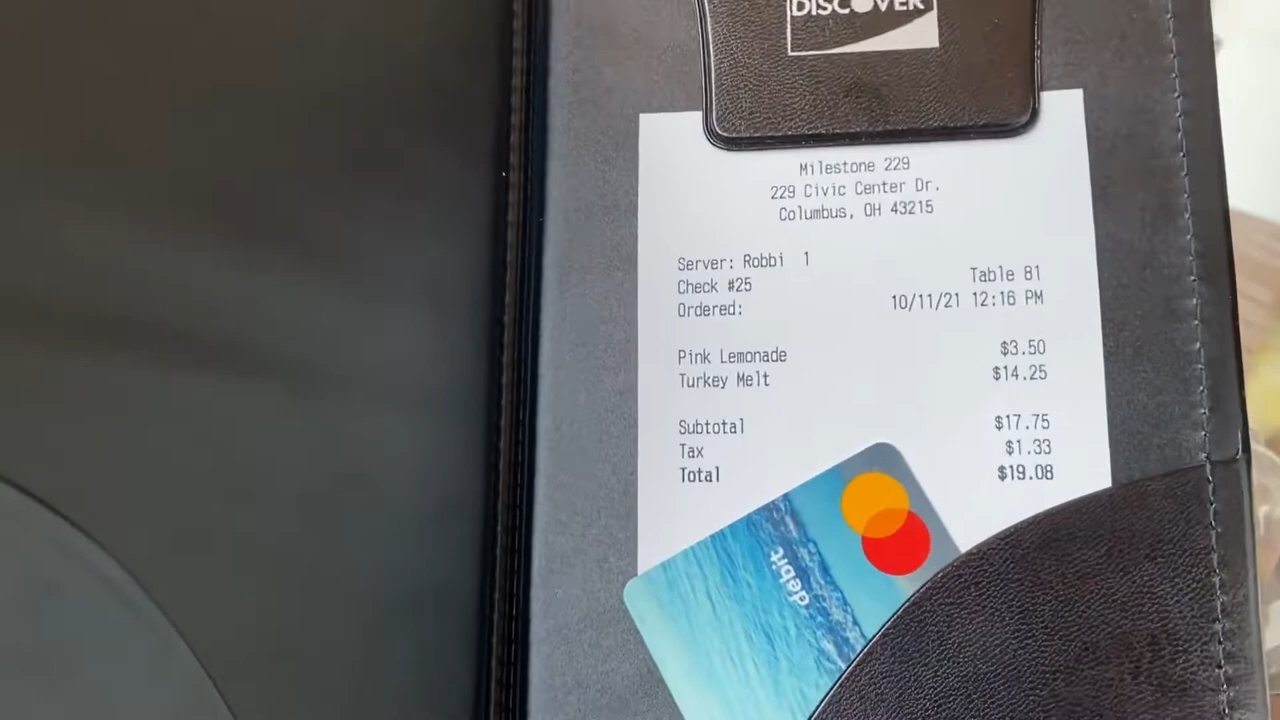 DISCOVER
Milestone 229
229 Civic Center Dr.
Columbus, OH 43215
Server: Robbi 1
Check #25 Table 81
Ordered: 10/11/21 12:16 PM
Pink Lemonade $3.50
Turkey Melt $14.25
Subtotal $17.75
Tax $1.33
Total $19.08
debit